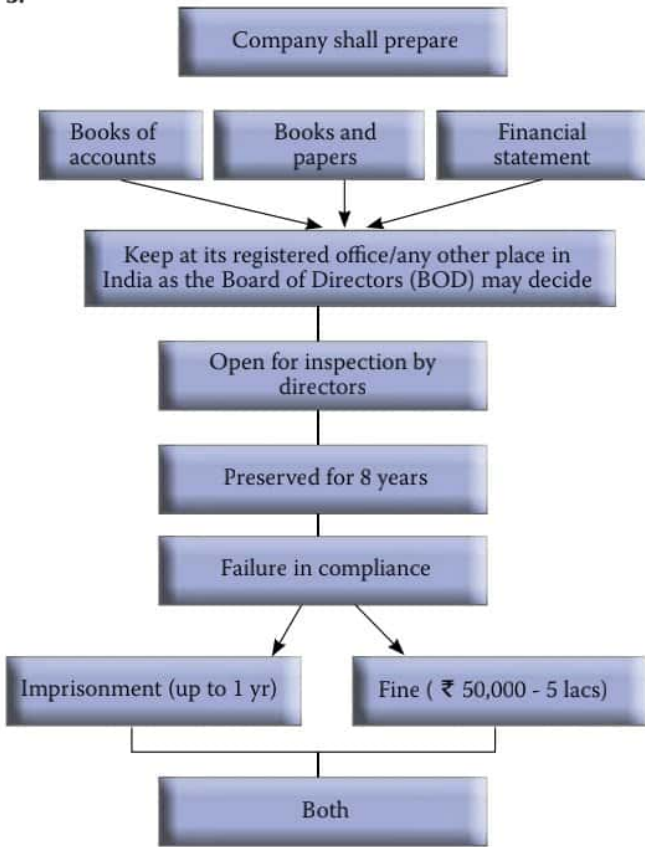 Company shall prepare
Books of
accounts
Books and
papers
Financial
statement
Keep at its registered office/any other place in
India as the Board of Directors (BOD) may decide
Open for inspection by
directors
Preserved for 8 years
Failure in compliance
Imprisonment (up to 1 yr)
Fine ( ₹ 50,000 - 5 lacs)
Both